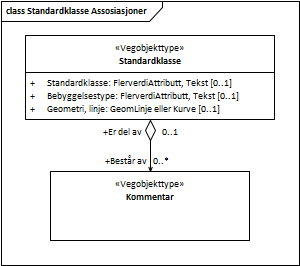 class Standardklasse Assosiasjoner
«Vegobjekttype»
Standardklasse
+ Standardklasse: FlerverdiAttributt, Tekst [0..1]
+ Bebyggelsestype: FlerverdiAttributt, Tekst [0..1]
+ Geometri, linje: GeomLinje eller Kurve [0..1]
+Er del av 0..1
+Består av 0..*
«Vegobjekttype»
Kommentar